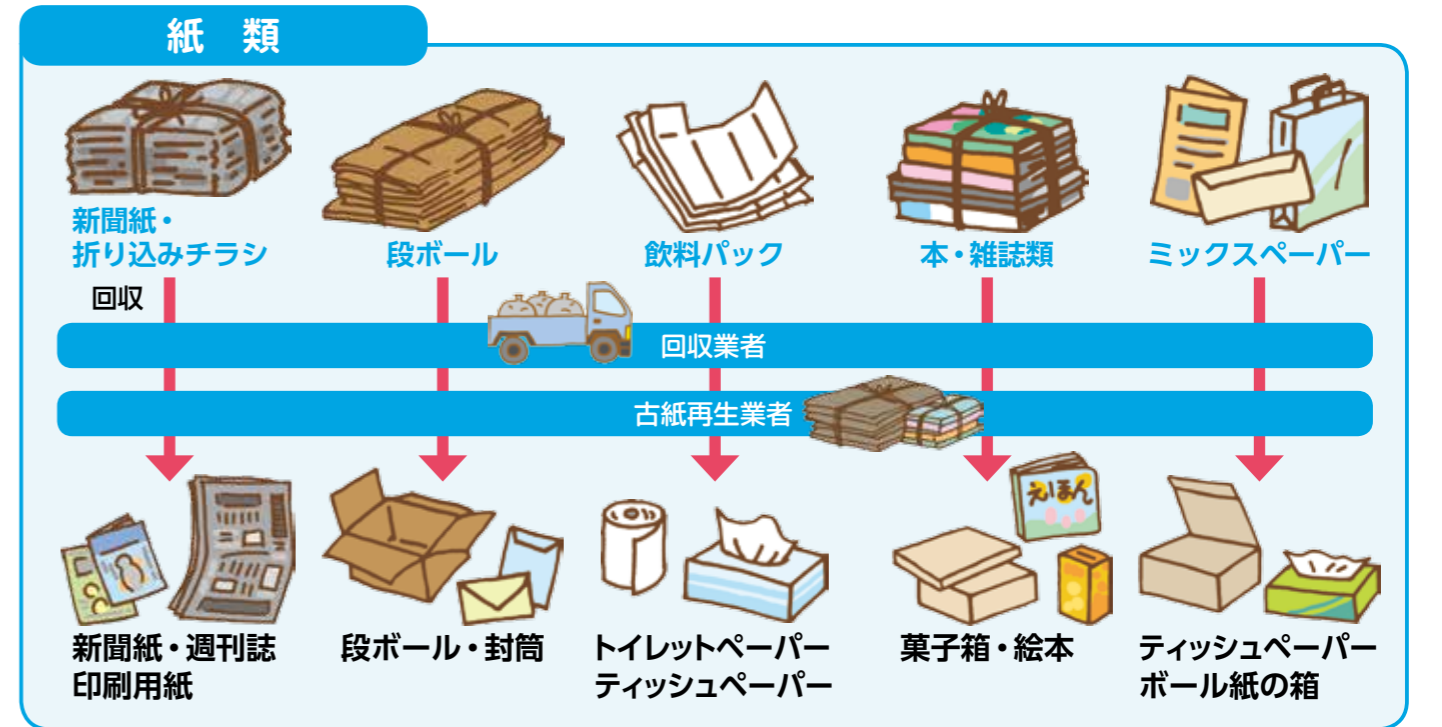 紙　類
新聞紙・
折り込みチラシ
段ボール
飲料パック
本・雑誌類
ミックスペーパー
回収
回収業者
古紙再生業者
えほん
新聞紙・週刊誌
印刷用紙
段ボール・封筒
トイレットペーパー
ティッシュペーパー
菓子箱・絵本
ティッシュペーパー
ボール紙の箱